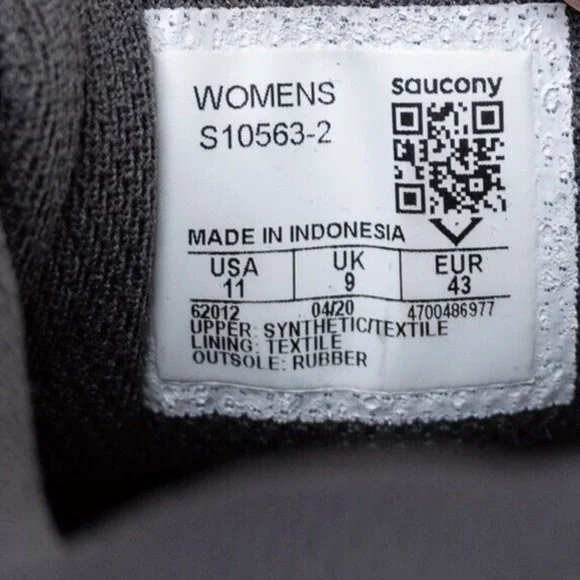 WOMENS saucony
S10563-2
MADE IN INDONESIA
USA UK EUR
11 9 43
62012 04/20 4700486977
UPPER: SYNTHETIC/TEXTILE
LINING: TEXTILE
OUTSOLE: RUBBER